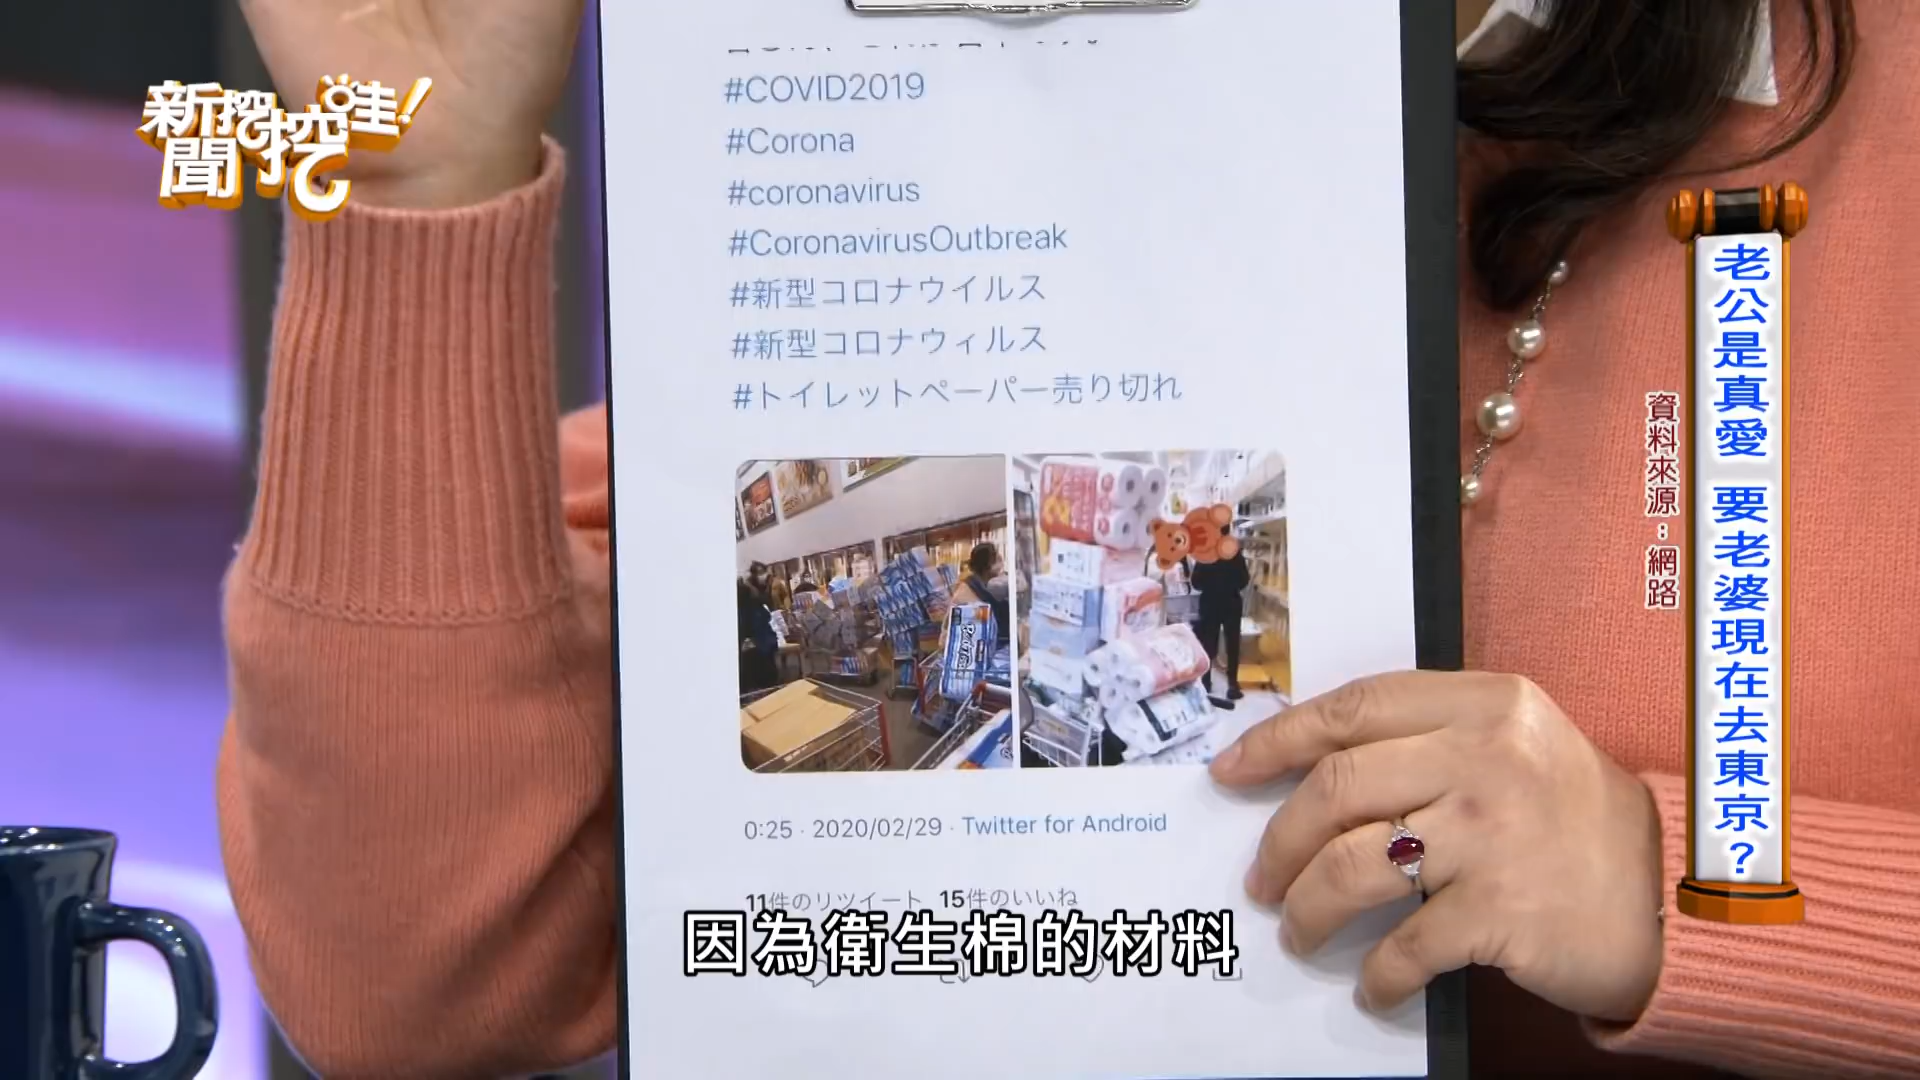 新聞挖挖哇!
#COVID2019
#Corona
#coronavirus
#CoronavirusOutbreak
#新型コロナウイルス
#新型コロナウィルス
#トイレットペーパー売り切れ
0:25 · 2020/02/29 · Twitter for Android
11件のリツイート 15件のいいね
因為衛生棉的材料
老公是真愛 要老婆現在去東京?
資料來源:網路